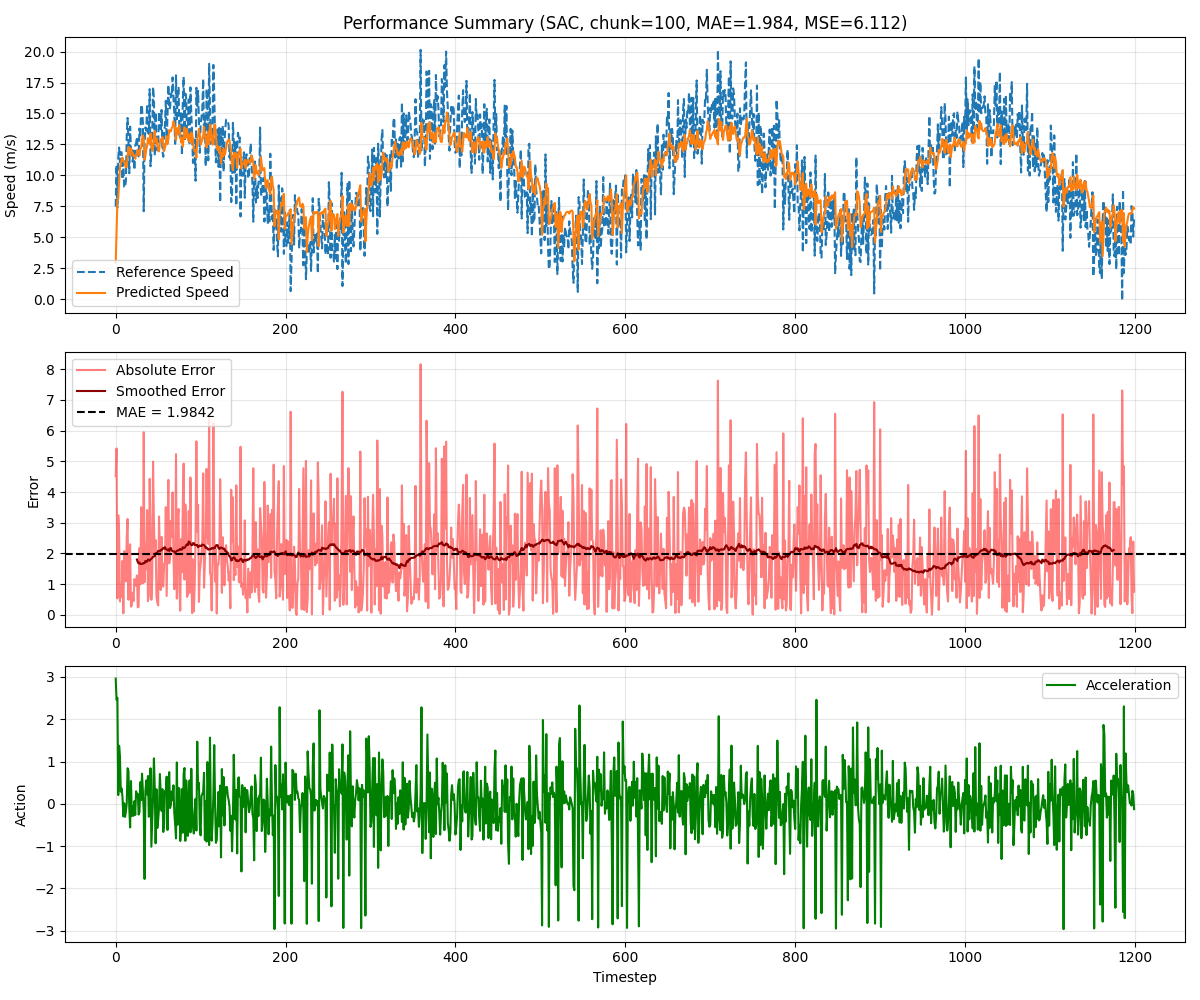 Performance Summary (SAC, chunk=100, MAE=1.984, MSE=6.112)
Speed (m/s)
20.0
17.5
15.0
12.5
10.0
7.5
5.0
2.5
0.0
Reference Speed
Predicted Speed
0 200 400 600 800 1000 1200
Error
8
7
6
5
4
3
2
1
0
Absolute Error
Smoothed Error
MAE = 1.9842
0 200 400 600 800 1000 1200
Action
3
2
1
0
−1
−2
−3
Acceleration
0 200 400 600 800 1000 1200
Timestep